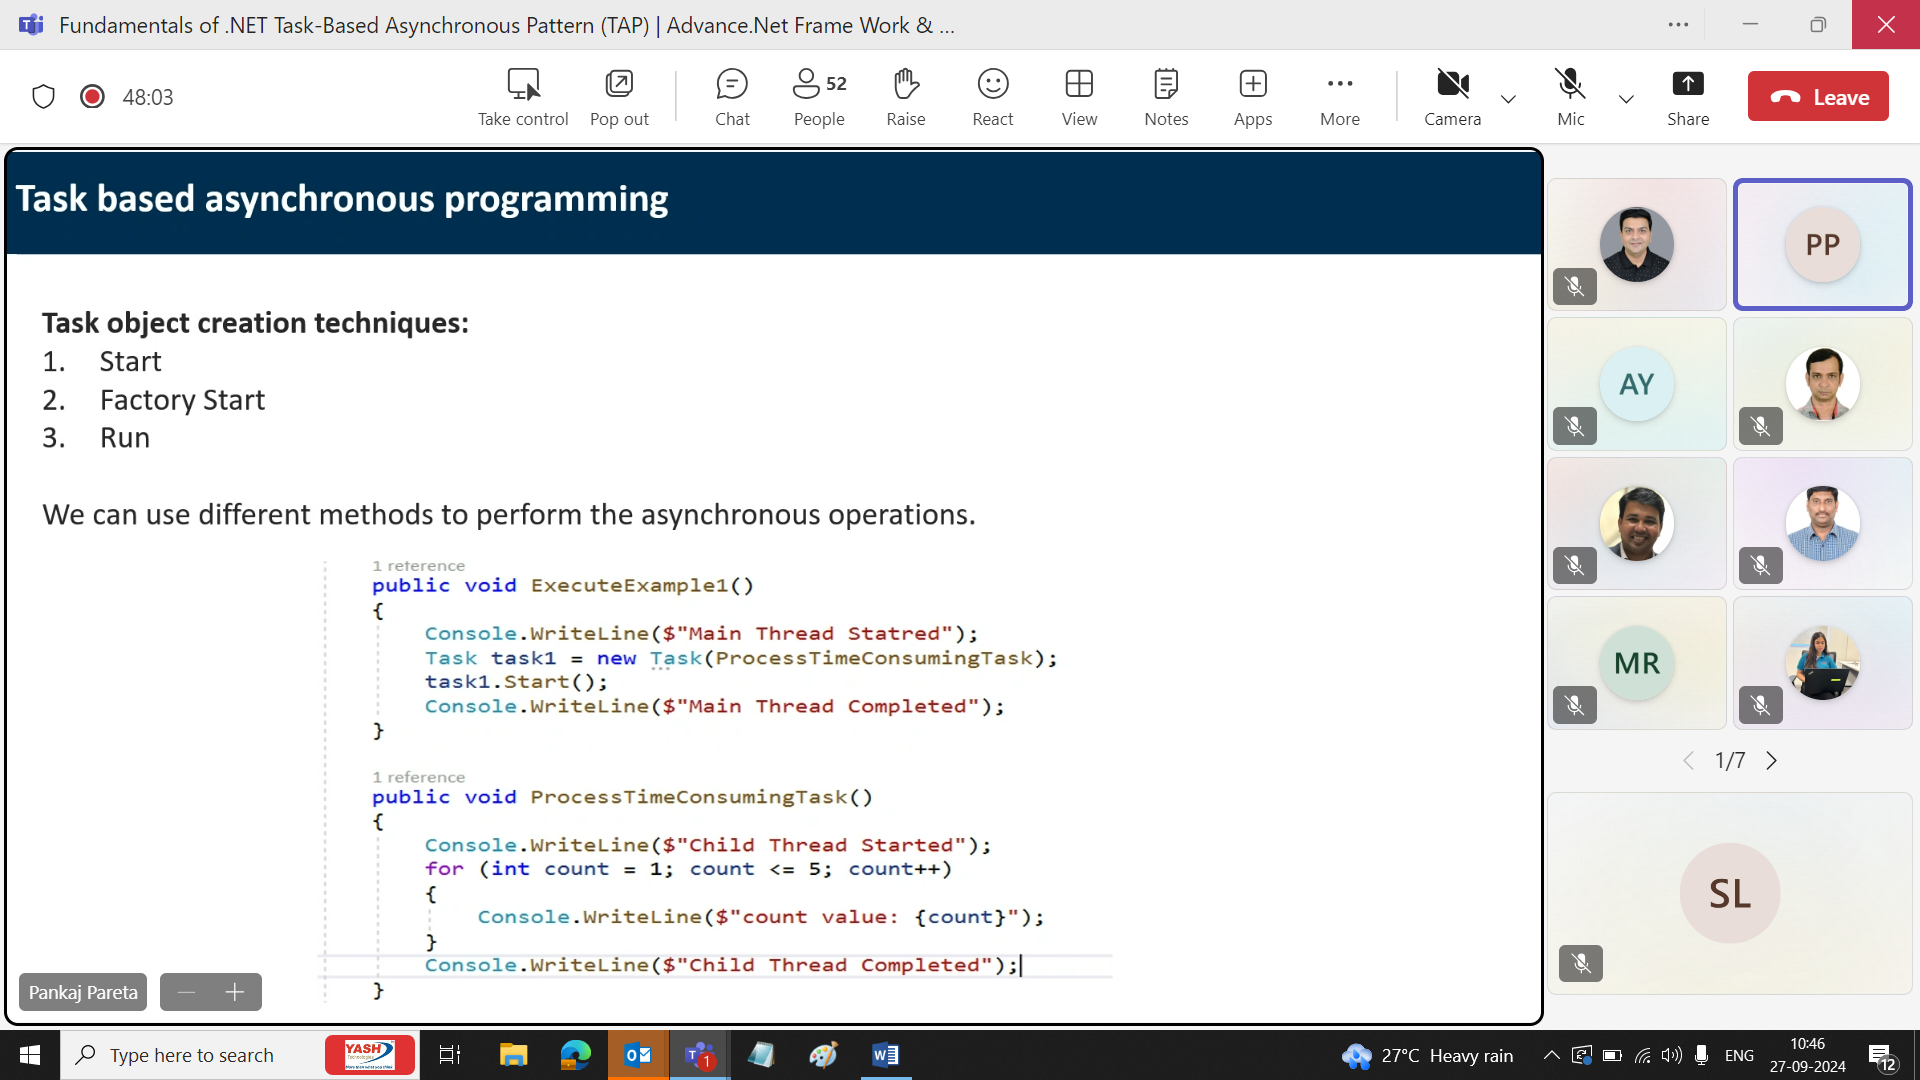 Fundamentals of .NET Task-Based Asynchronous Pattern (TAP) | Advance.Net Frame Work & ...
48:03
Take control
Pop out
Chat
52
People
Raise
React
View
Notes
Apps
More
Camera
Mic
Share
Leave
Task based asynchronous programming
Task object creation techniques:
1. Start
2. Factory Start
3. Run
We can use different methods to perform the asynchronous operations.
1 reference
public void ExecuteExample1()
{
Console.WriteLine($"Main Thread Statred");
Task task1 = new Task(ProcessTimeConsumingTask);
task1.Start();
Console.WriteLine($"Main Thread Completed");
}
1 reference
public void ProcessTimeConsumingTask()
{
Console.WriteLine($"Child Thread Started");
for (int count = 1; count <= 5; count++)
{
Console.WriteLine($"count value: {count}");
}
Console.WriteLine($"Child Thread Completed");
}
Pankaj Pareta
PP
AY
MR
1/7
SL
Type here to search
YASH
1
27°C Heavy rain
ENG
10:46
27-09-2024
12